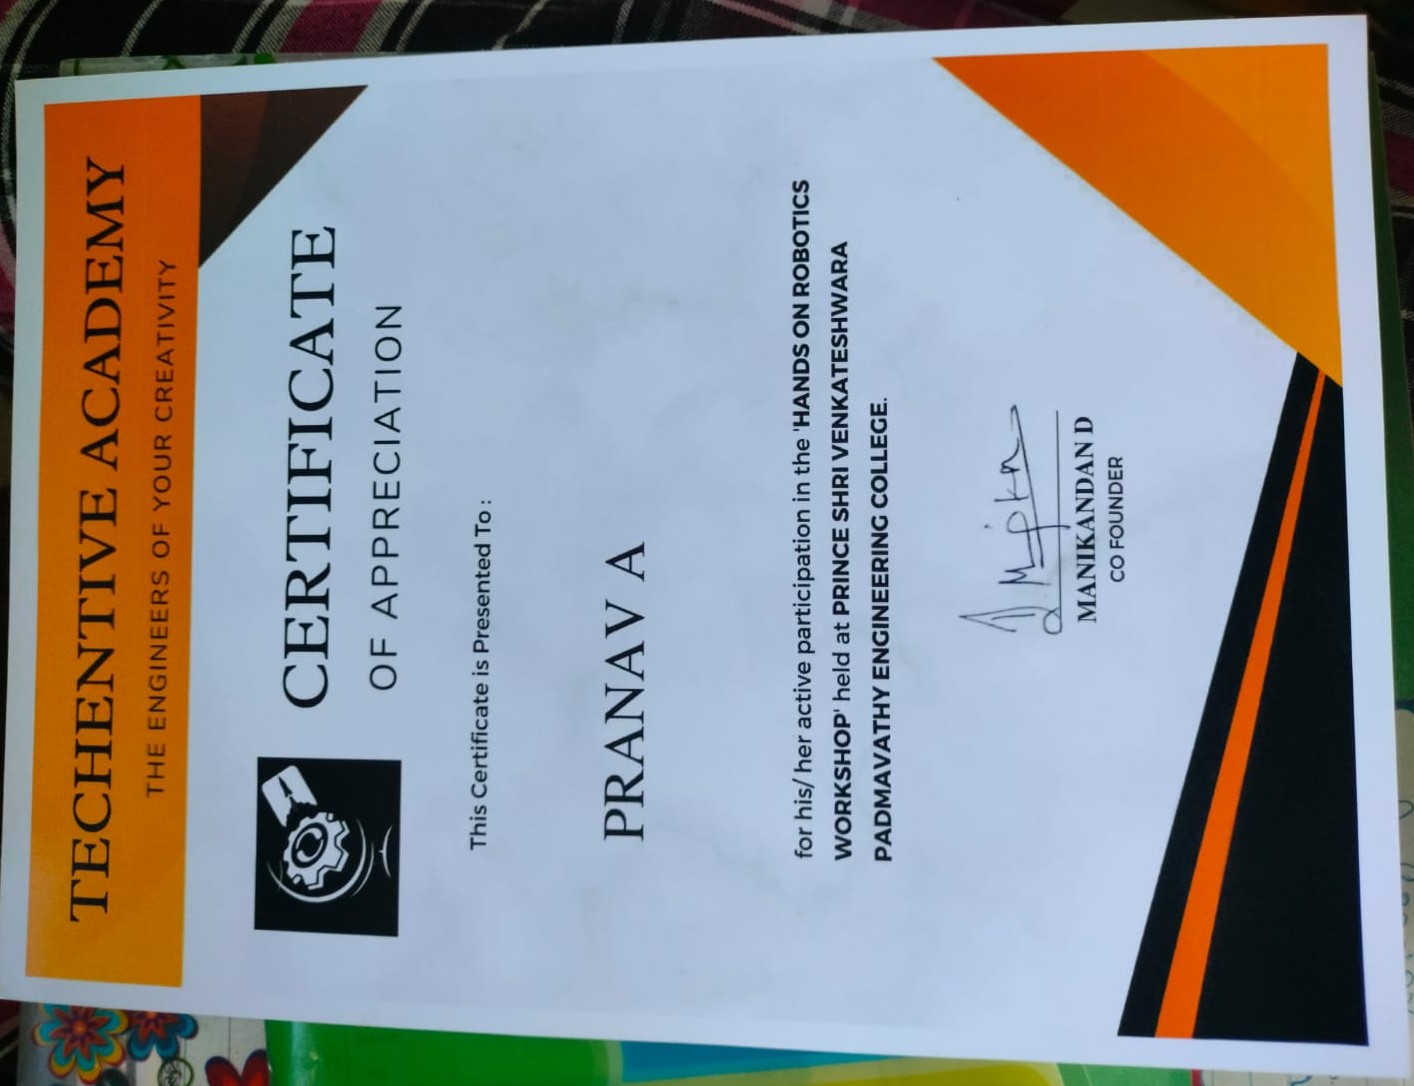 TECHENTIVE ACADEMY
THE ENGINEERS OF YOUR CREATIVITY
CERTIFICATE
OF APPRECIATION
This Certificate is Presented To :
PRANAV A
for his/ her active participation in the 'HANDS ON ROBOTICS
WORKSHOP' held at PRINCE SHRI VENKATESHWARA
PADMAVATHY ENGINEERING COLLEGE.
MANIKANDAN D
CO FOUNDER